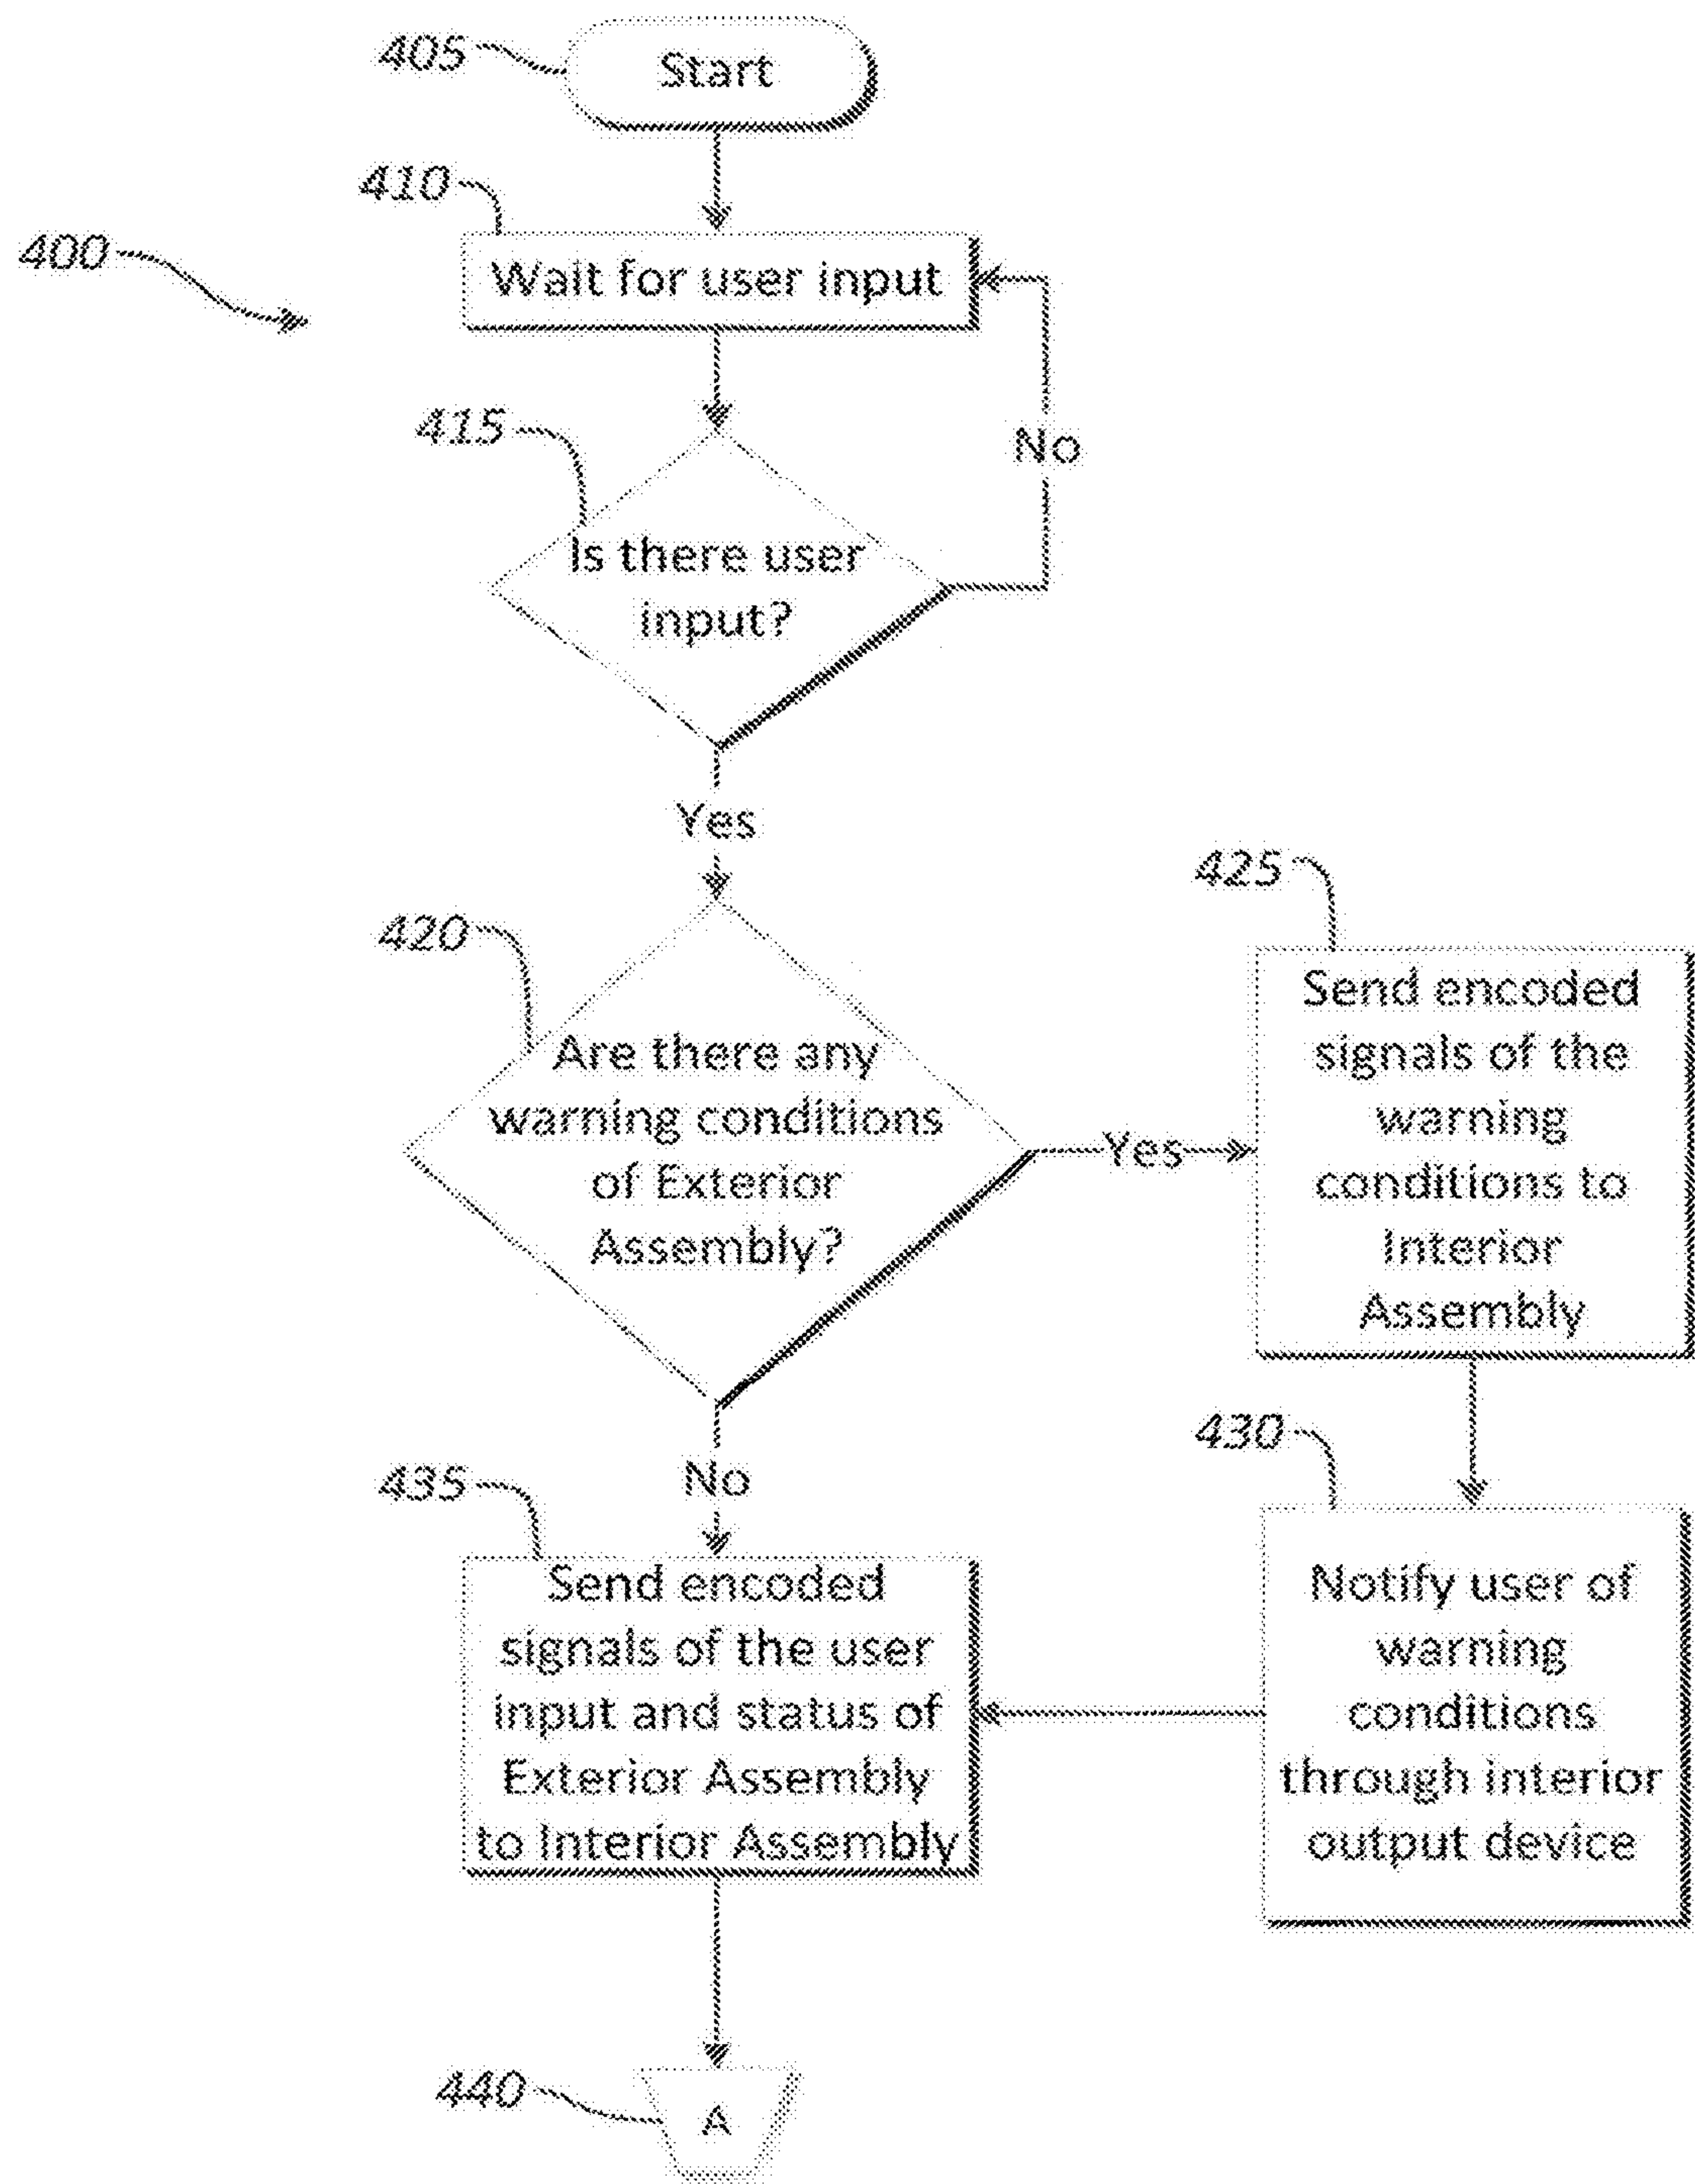 405
Start
410
400
Wait for user input
415
No
Is there user
input?
Yes
425
420
Send encoded
signals of the
warning
conditions to
Interior
Assembly
Are there any
warning conditions
of Exterior
Assembly?
Yes
430
No
435
Send encoded
signals of the user
input and status of
Exterior Assembly
to Interior Assembly
Notify user of
warning
conditions
through interior
output device
440
A